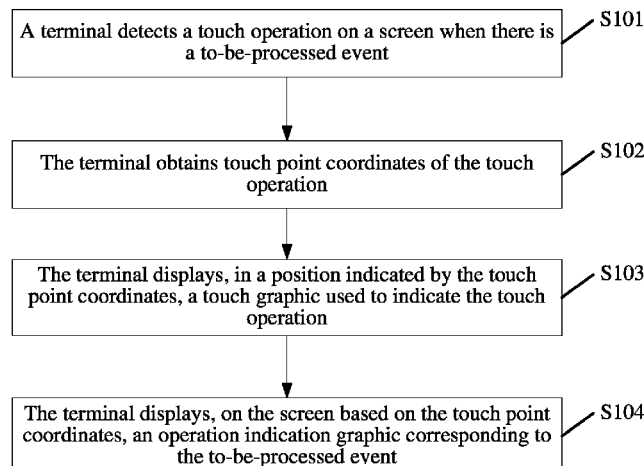 A terminal detects a touch operation on a screen when there is
a to-be-processed event
S101
The terminal obtains touch point coordinates of the touch
operation
S102
The terminal displays, in a position indicated by the touch
point coordinates, a touch graphic used to indicate the touch
operation
S103
The terminal displays, on the screen based on the touch point
coordinates, an operation indication graphic corresponding to
the to-be-processed event
S104